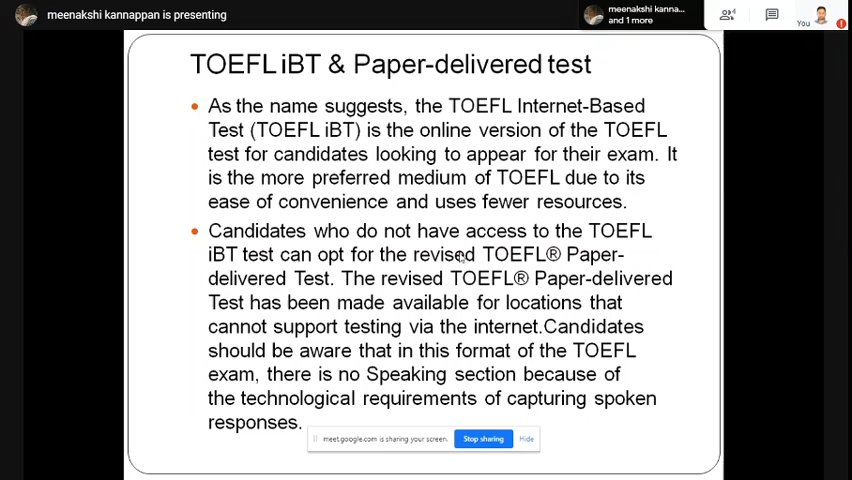 meenakshi kannappan is presenting
meenakshi kanna...
and 1 more
4
You
TOEFL iBT & Paper-delivered test
As the name suggests, the TOEFL Internet-Based
Test (TOEFL iBT) is the online version of the TOEFL
test for candidates looking to appear for their exam. It
is the more preferred medium of TOEFL due to its
ease of convenience and uses fewer resources.
Candidates who do not have access to the TOEFL
iBT test can opt for the revised TOEFL® Paper-
delivered Test. The revised TOEFL® Paper-delivered
Test has been made available for locations that
cannot support testing via the internet.Candidates
should be aware that in this format of the TOEFL
exam, there is no Speaking section because of
the technological requirements of capturing spoken
responses.
meet.google.com is sharing your screen.
Stop sharing
Hide